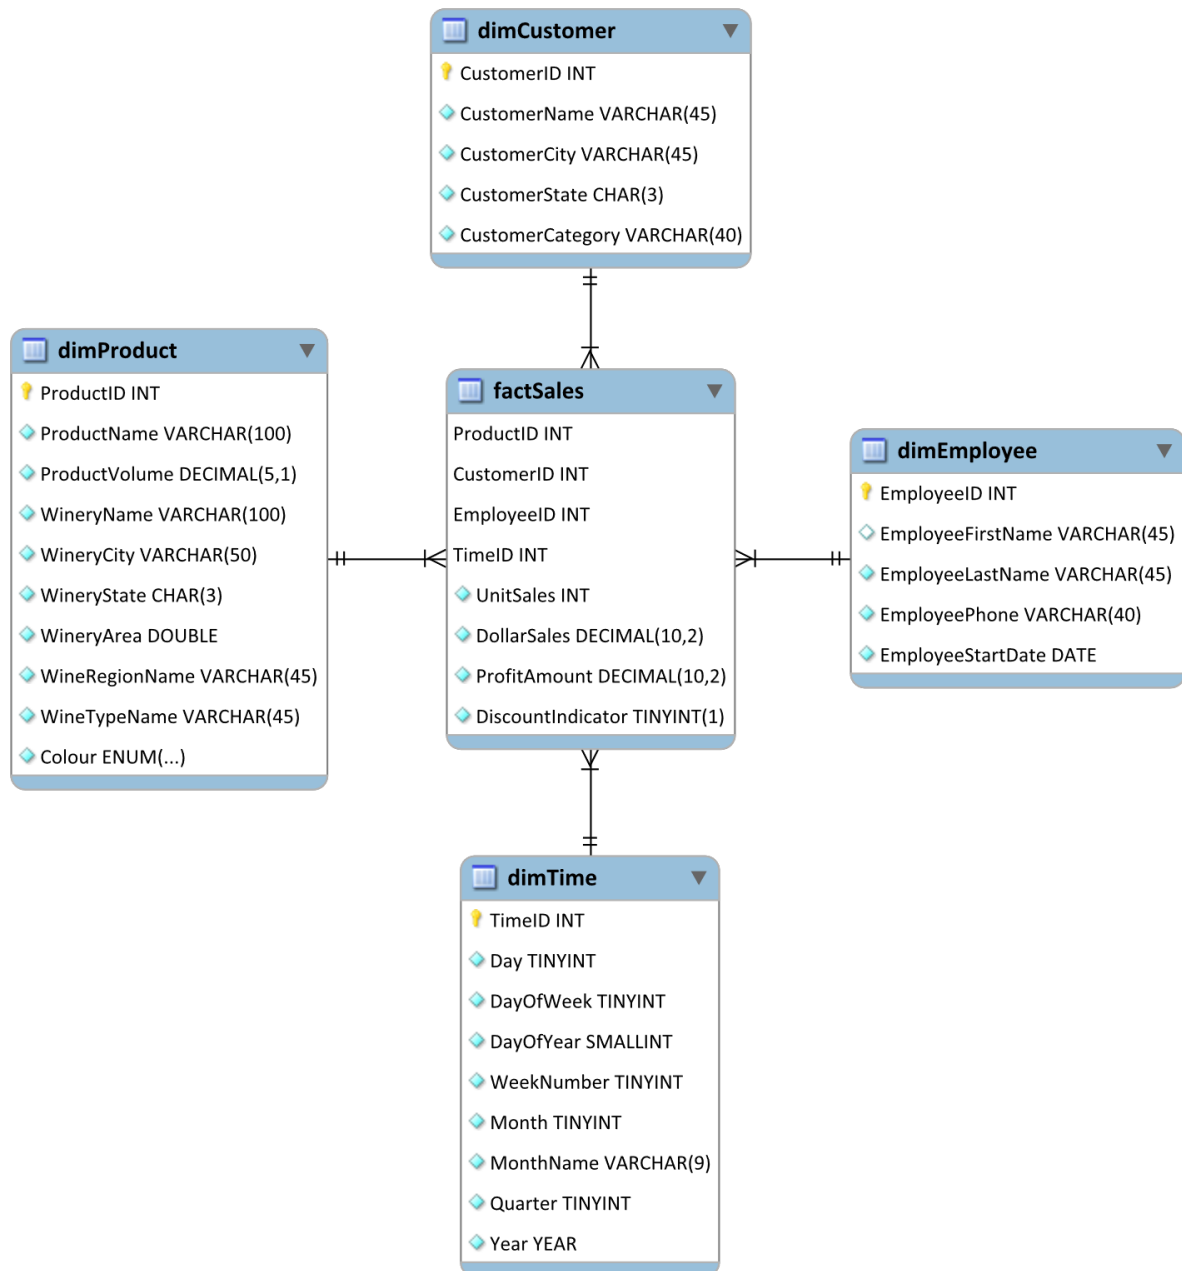 dimCustomer
CustomerID INT
CustomerName VARCHAR(45)
CustomerCity VARCHAR(45)
CustomerState CHAR(3)
CustomerCategory VARCHAR(40)
dimProduct
ProductID INT
ProductName VARCHAR(100)
ProductVolume DECIMAL(5,1)
WineryName VARCHAR(100)
WineryCity VARCHAR(50)
WineryState CHAR(3)
WineryArea DOUBLE
WineRegionName VARCHAR(45)
WineTypeName VARCHAR(45)
Colour ENUM(...)
factSales
ProductID INT
CustomerID INT
EmployeeID INT
TimeID INT
UnitSales INT
DollarSales DECIMAL(10,2)
ProfitAmount DECIMAL(10,2)
DiscountIndicator TINYINT(1)
dimEmployee
EmployeeID INT
EmployeeFirstName VARCHAR(45)
EmployeeLastName VARCHAR(45)
EmployeePhone VARCHAR(40)
EmployeeStartDate DATE
dimTime
TimeID INT
Day TINYINT
DayOfWeek TINYINT
DayOfYear SMALLINT
WeekNumber TINYINT
Month TINYINT
MonthName VARCHAR(9)
Quarter TINYINT
Year YEAR